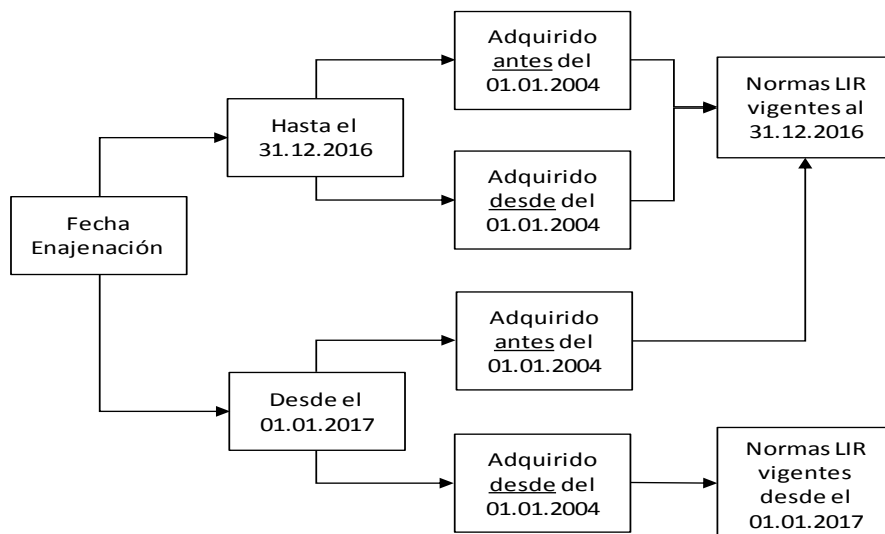 Fecha
Enajenación
Hasta el
31.12.2016
Adquirido
antes del
01.01.2004
Adquirido
desde del
01.01.2004
Normas LIR
vigentes al
31.12.2016
Desde el
01.01.2017
Adquirido
antes del
01.01.2004
Adquirido
desde del
01.01.2004
Normas LIR
vigentes
desde el
01.01.2017